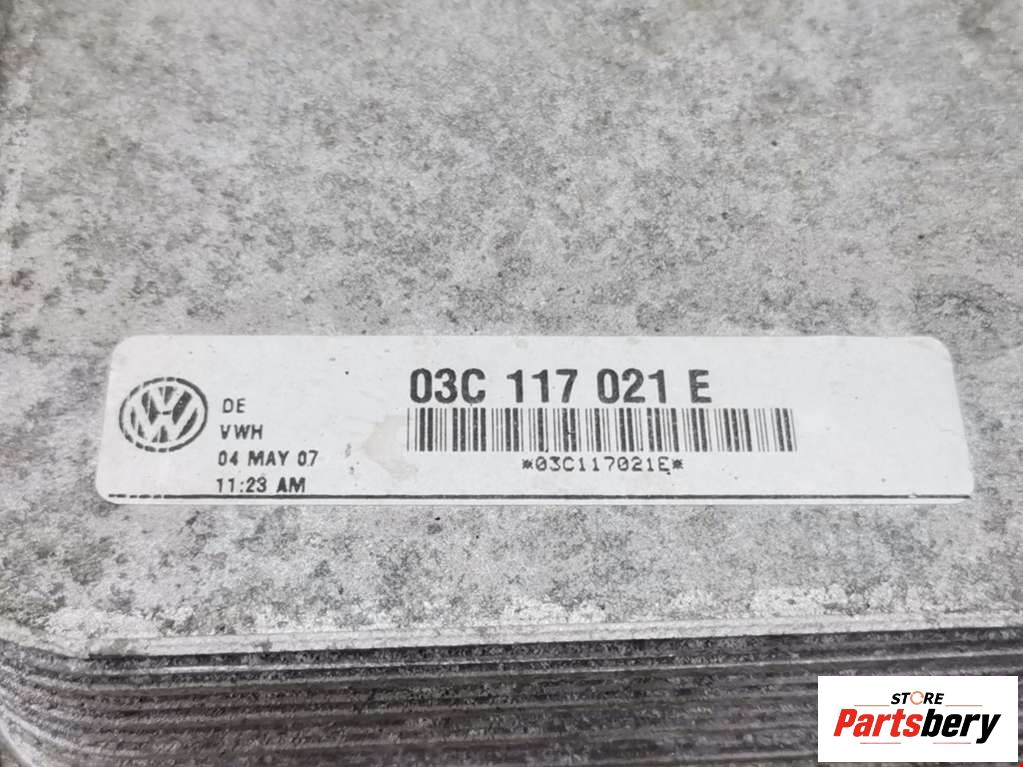 03C 117 021 E
DE
VWH
04 MAY 07
11:23 AM
*03C117021E*
STORE
Partsbery